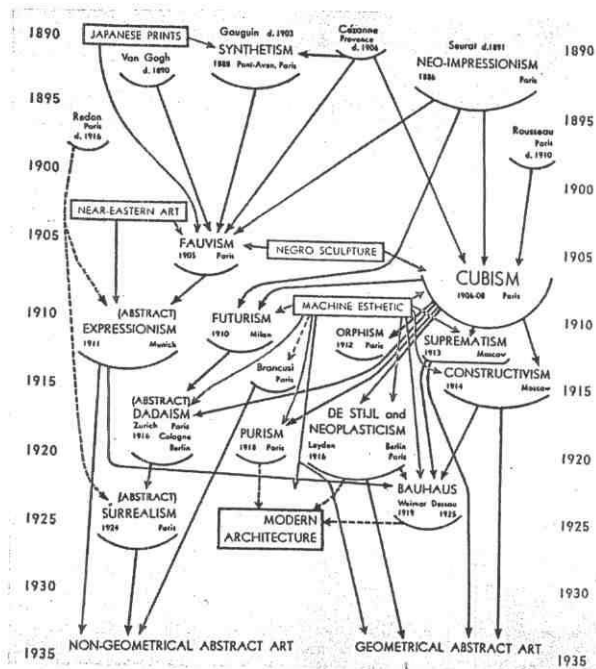 1890
JAPANESE PRINTS
Van Gogh
d. 1890
Gauguin d. 1903
SYNTHETISM
1888 Pont-Aven, Paris
Cézanne
Provence
d. 1906
Seurat d.1891
NEO-IMPRESSIONISM
1886 Paris
1890
1895
Redon
Paris
d. 1916
Rousseau
Paris
d. 1910
1895
1900
1900
NEAR-EASTERN ART
1905
FAUVISM
1905 Paris
NEGRO SCULPTURE
1905
CUBISM
1906-08 Paris
1910
(ABSTRACT)
EXPRESSIONISM
1911 Munich
FUTURISM
1910 Milan
MACHINE ESTHETIC
ORPHISM
1912 Paris
SUPREMATISM
1913 Moscow
1910
1915
Brancusi
Paris
CONSTRUCTIVISM
1914 Moscow
1915
(ABSTRACT)
DADAISM
Zurich Paris
1916 Cologne
Berlin
PURISM
1918 Paris
DE STIJL and
NEOPLASTICISM
Leyden Berlin
1916 Paris
1920
1920
BAUHAUS
Weimar Dessau
1919 1925
1925
(ABSTRACT)
SURREALISM
1924 Paris
MODERN
ARCHITECTURE
1925
1930
1930
1935
NON-GEOMETRICAL ABSTRACT ART
GEOMETRICAL ABSTRACT ART
1935